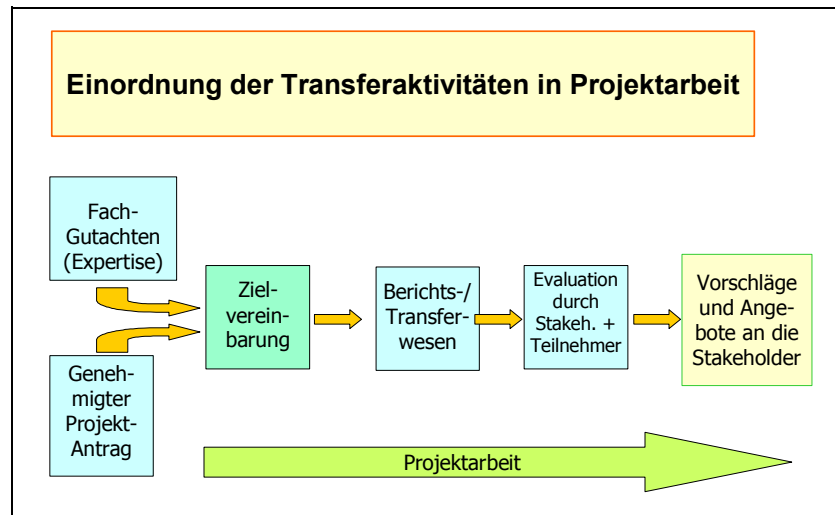 Einordnung der Transferaktivitäten in Projektarbeit
Fach-
Gutachten
(Expertise)
Geneh-
migter
Projekt-
Antrag
Ziel-
verein-
barung
Berichts-/
Transfer-
wesen
Evaluation
durch
Stakeh. +
Teilnehmer
Vorschläge
und Ange-
bote an die
Stakeholder
Projektarbeit